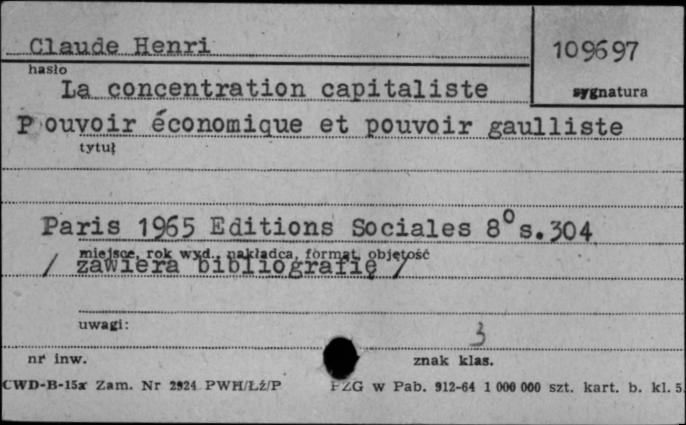 Claude Henri
109697
hasło
sygnatura
La concentration capitaliste
Pouvoir économique et pouvoir gaulliste
tytuł
Paris 1965 Editions Sociales 8⁰ s.304
miejsce, rok wyd., nakładca, format, objętość
/ zawiera bibliografię /
uwagi:
3
nr inw.
znak klas.
CWD-B-15x Zam. Nr 2924 PWH/Łż/P PZG w Pab. 912-64 1 000 000 szt. kart. b. kl. 5.